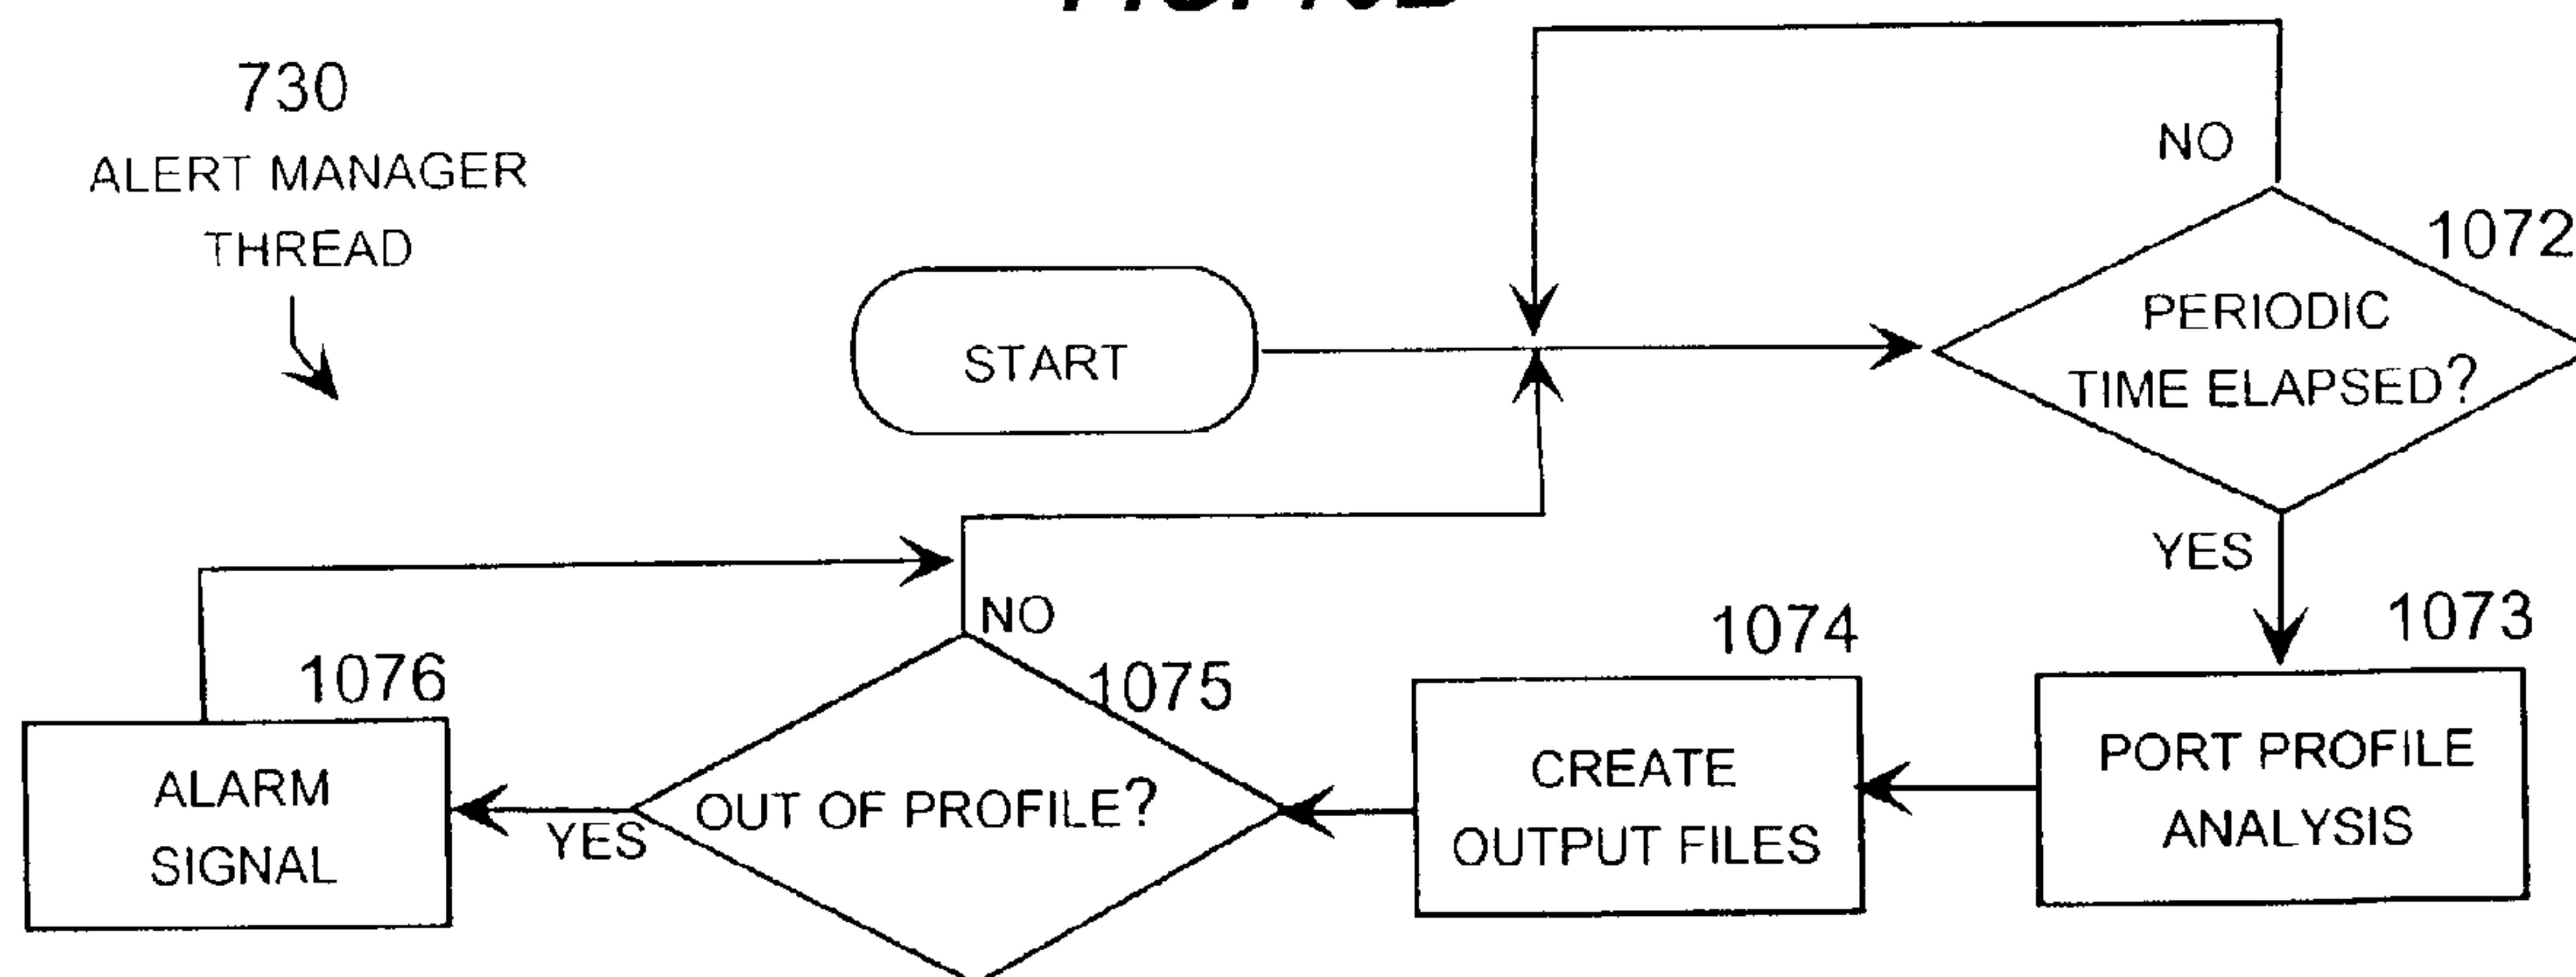 730
ALERT MANAGER
THREAD
START
NO
1072
PERIODIC
TIME ELAPSED?
YES
1073
PORT PROFILE
ANALYSIS
1074
CREATE
OUTPUT FILES
NO
1075
OUT OF PROFILE?
YES
1076
ALARM
SIGNAL